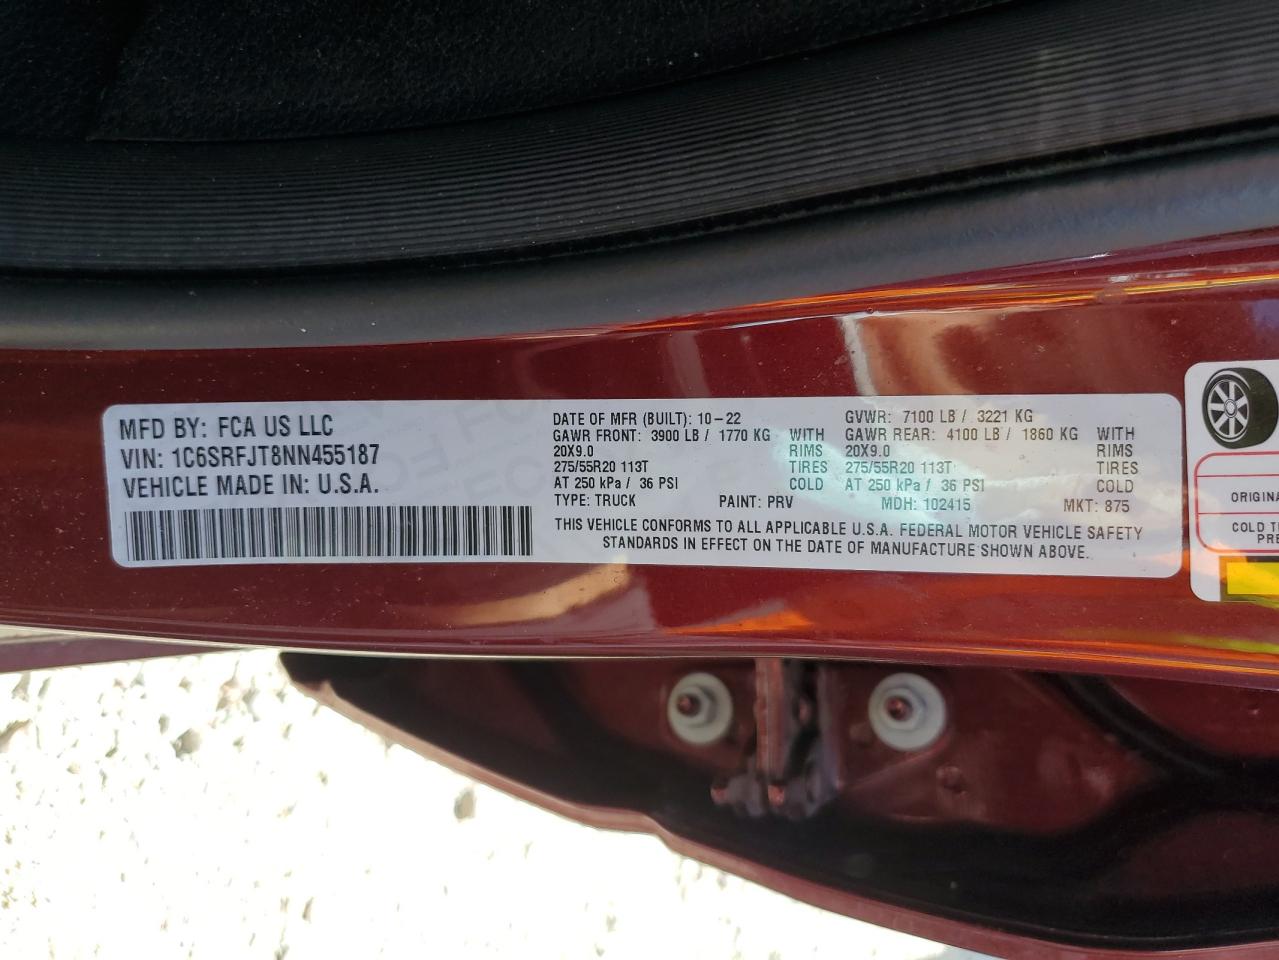 MFD BY: FCA US LLC
VIN: 1C6SRFJT8NN455187
VEHICLE MADE IN: U.S.A.
DATE OF MFR (BUILT): 10-22 GVWR: 7100 LB / 3221 KG
GAWR FRONT: 3900 LB / 1770 KG WITH GAWR REAR: 4100 LB / 1860 KG WITH
20X9.0 RIMS 20X9.0 RIMS
275/55R20 113T TIRES 275/55R20 113T TIRES
AT 250 kPa / 36 PSI COLD AT 250 kPa / 36 PSI COLD
TYPE: TRUCK PAINT: PRV MDH: 102415 MKT: 875
THIS VEHICLE CONFORMS TO ALL APPLICABLE U.S.A. FEDERAL MOTOR VEHICLE SAFETY
STANDARDS IN EFFECT ON THE DATE OF MANUFACTURE SHOWN ABOVE.
ORIGINA
COLD T
PRE